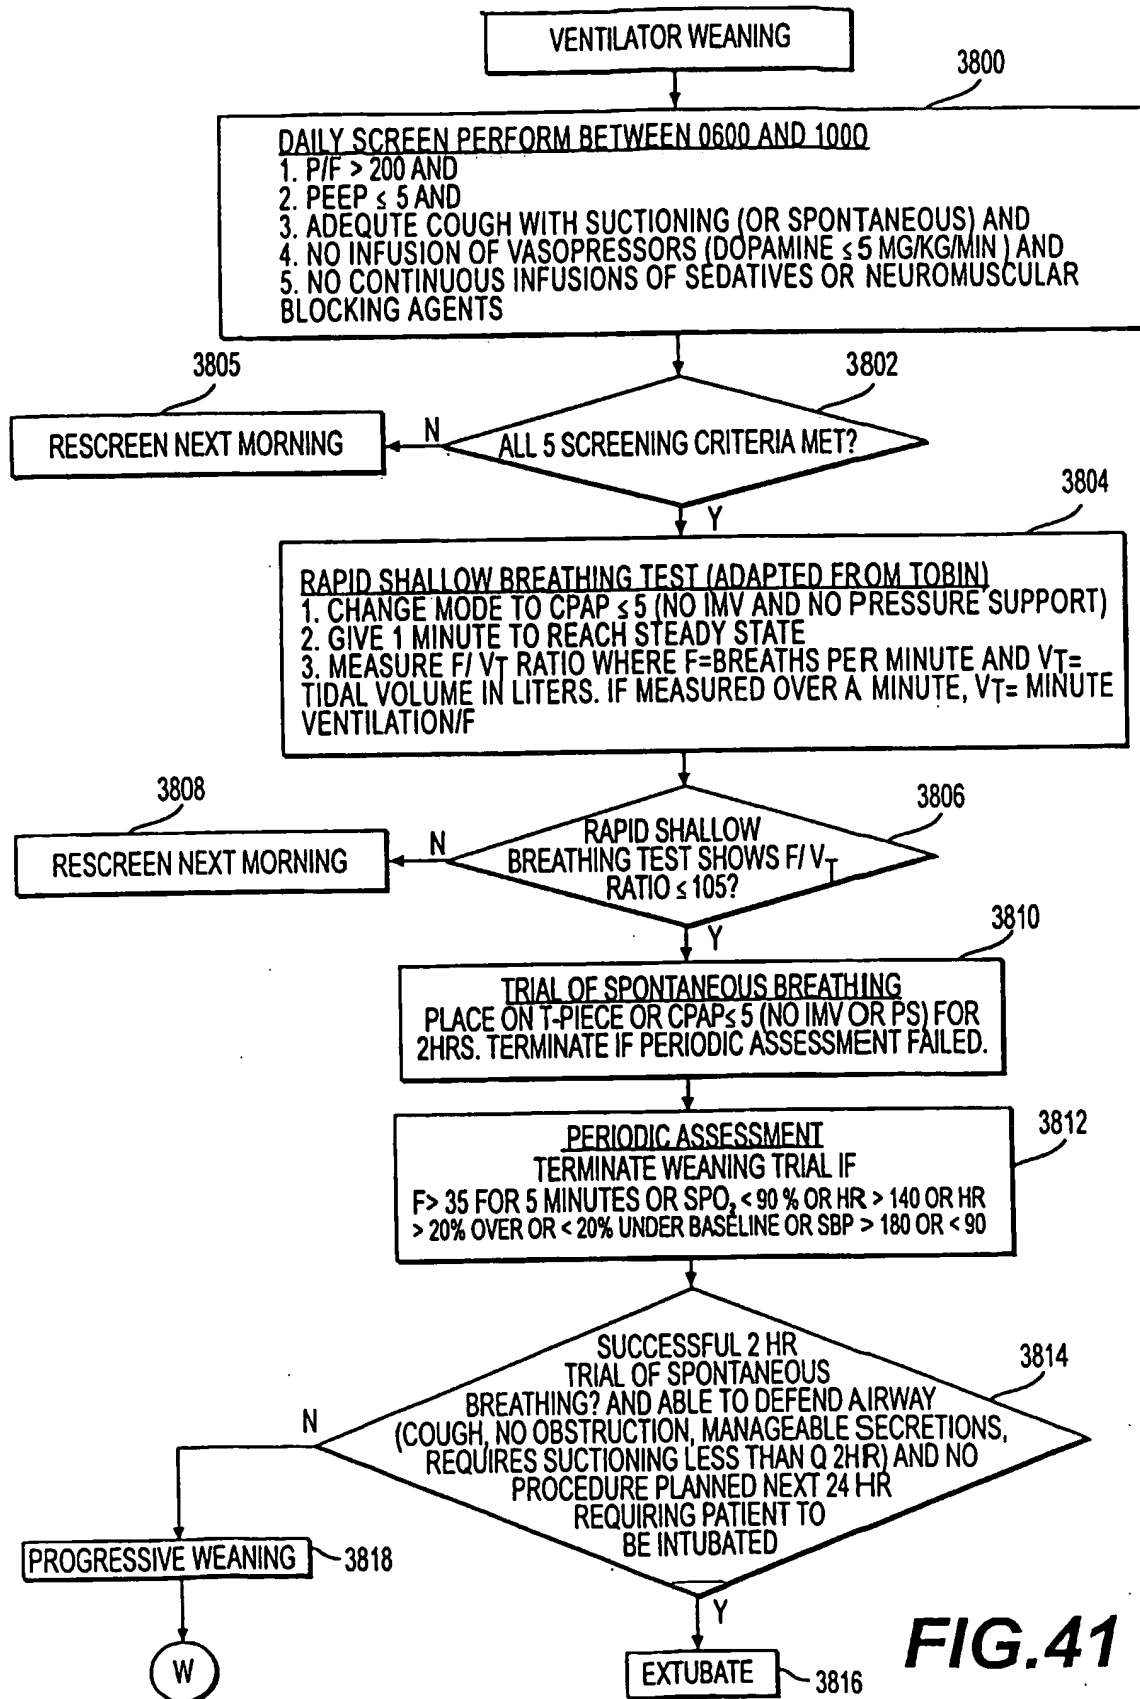 VENTILATOR WEANING
3800
DAILY SCREEN PERFORM BETWEEN 0600 AND 1000
1. P/F > 200 AND
2. PEEP ≤ 5 AND
3. ADEQUTE COUGH WITH SUCTIONING (OR SPONTANEOUS) AND
4. NO INFUSION OF VASOPRESSORS (DOPAMINE ≤ 5 MG/KG/MIN ) AND
5. NO CONTINUOUS INFUSIONS OF SEDATIVES OR NEUROMUSCULAR
BLOCKING AGENTS
3805
3802
RESCREEN NEXT MORNING
N
ALL 5 SCREENING CRITERIA MET?
Y
3804
RAPID SHALLOW BREATHING TEST (ADAPTED FROM TOBIN)
1. CHANGE MODE TO CPAP ≤ 5 (NO IMV AND NO PRESSURE SUPPORT)
2. GIVE 1 MINUTE TO REACH STEADY STATE
3. MEASURE F/ VT RATIO WHERE F=BREATHS PER MINUTE AND VT=
TIDAL VOLUME IN LITERS. IF MEASURED OVER A MINUTE, VT= MINUTE
VENTILATION/F
3808
3806
RESCREEN NEXT MORNING
N
RAPID SHALLOW
BREATHING TEST SHOWS F/ VT
RATIO ≤ 105?
Y
3810
TRIAL OF SPONTANEOUS BREATHING
PLACE ON T-PIECE OR CPAP≤ 5 (NO IMV OR PS) FOR
2HRS. TERMINATE IF PERIODIC ASSESSMENT FAILED.
3812
PERIODIC ASSESSMENT
TERMINATE WEANING TRIAL IF
F> 35 FOR 5 MINUTES OR SPO₂ < 90 % OR HR > 140 OR HR
> 20% OVER OR < 20% UNDER BASELINE OR SBP > 180 OR < 90
3814
N
SUCCESSFUL 2 HR
TRIAL OF SPONTANEOUS
BREATHING? AND ABLE TO DEFEND AIRWAY
(COUGH, NO OBSTRUCTION, MANAGEABLE SECRETIONS,
REQUIRES SUCTIONING LESS THAN Q 2HR) AND NO
PROCEDURE PLANNED NEXT 24 HR
REQUIRING PATIENT TO
BE INTUBATED
PROGRESSIVE WEANING
3818
Y
W
EXTUBATE
3816
FIG.41